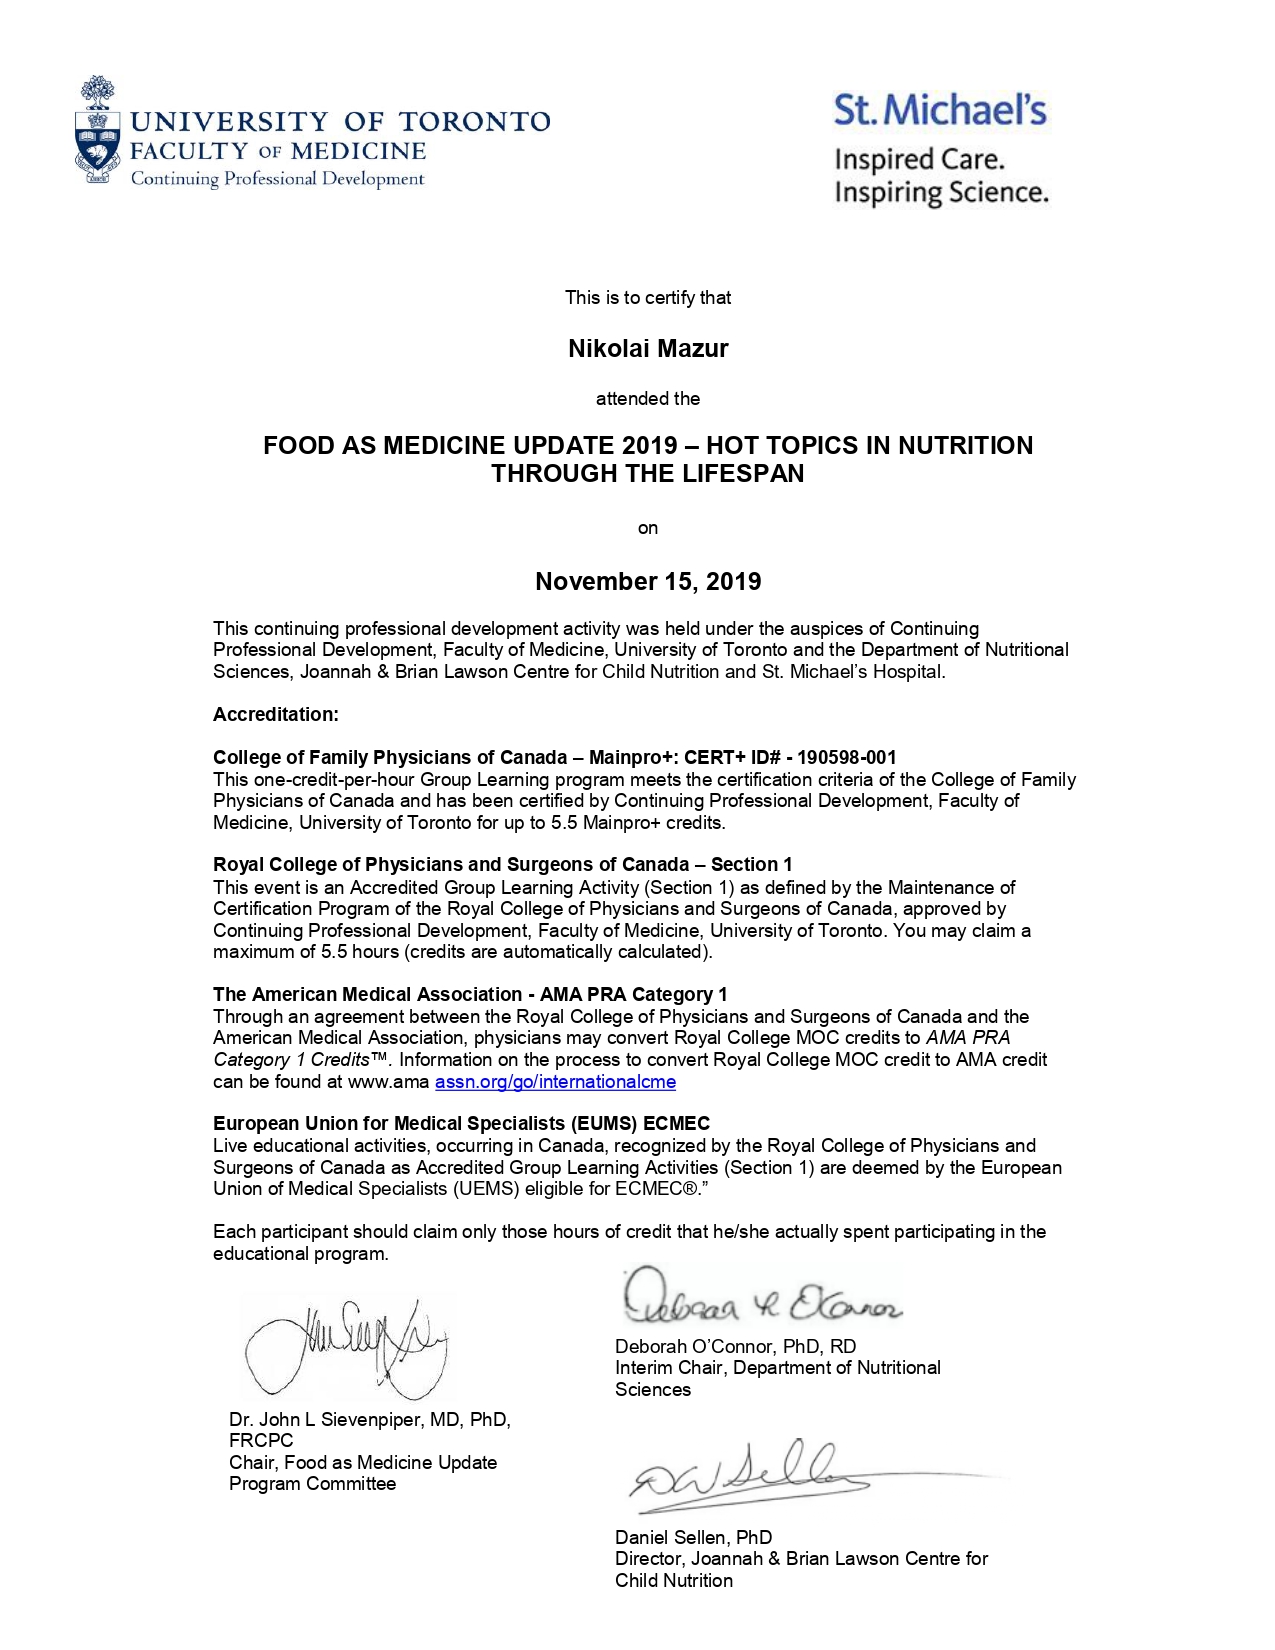 UNIVERSITY OF TORONTO
FACULTY OF MEDICINE
Continuing Professional Development
St. Michael's
Inspired Care.
Inspiring Science.
This is to certify that
Nikolai Mazur
attended the
FOOD AS MEDICINE UPDATE 2019 – HOT TOPICS IN NUTRITION
THROUGH THE LIFESPAN
on
November 15, 2019
This continuing professional development activity was held under the auspices of Continuing
Professional Development, Faculty of Medicine, University of Toronto and the Department of Nutritional
Sciences, Joannah & Brian Lawson Centre for Child Nutrition and St. Michael’s Hospital.
Accreditation:
College of Family Physicians of Canada – Mainpro+: CERT+ ID# - 190598-001
This one-credit-per-hour Group Learning program meets the certification criteria of the College of Family
Physicians of Canada and has been certified by Continuing Professional Development, Faculty of
Medicine, University of Toronto for up to 5.5 Mainpro+ credits.
Royal College of Physicians and Surgeons of Canada – Section 1
This event is an Accredited Group Learning Activity (Section 1) as defined by the Maintenance of
Certification Program of the Royal College of Physicians and Surgeons of Canada, approved by
Continuing Professional Development, Faculty of Medicine, University of Toronto. You may claim a
maximum of 5.5 hours (credits are automatically calculated).
The American Medical Association - AMA PRA Category 1
Through an agreement between the Royal College of Physicians and Surgeons of Canada and the
American Medical Association, physicians may convert Royal College MOC credits to AMA PRA
Category 1 Credits™. Information on the process to convert Royal College MOC credit to AMA credit
can be found at www.ama assn.org/go/internationalcme
European Union for Medical Specialists (EUMS) ECMEC
Live educational activities, occurring in Canada, recognized by the Royal College of Physicians and
Surgeons of Canada as Accredited Group Learning Activities (Section 1) are deemed by the European
Union of Medical Specialists (UEMS) eligible for ECMEC®.”
Each participant should claim only those hours of credit that he/she actually spent participating in the
educational program.
Dr. John L Sievenpiper, MD, PhD,
FRCPC
Chair, Food as Medicine Update
Program Committee
Deborah O’Connor, PhD, RD
Interim Chair, Department of Nutritional
Sciences
Daniel Sellen, PhD
Director, Joannah & Brian Lawson Centre for
Child Nutrition